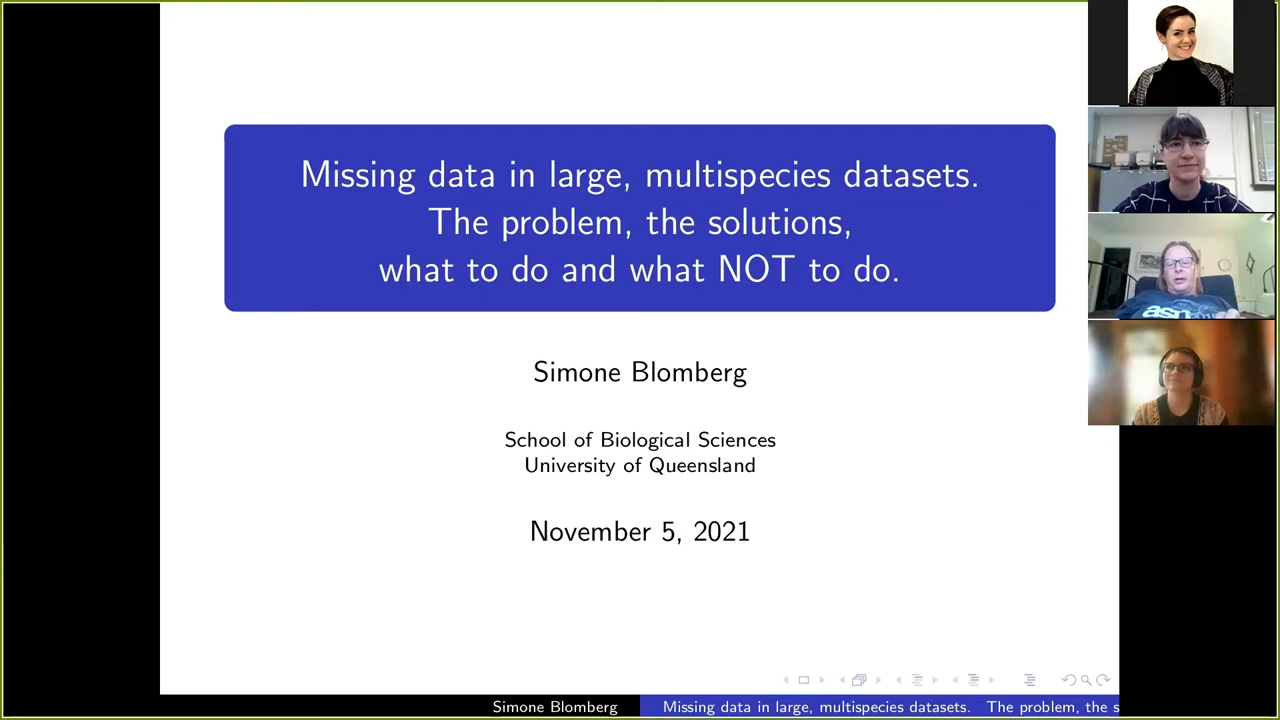 Missing data in large, multispecies datasets.
The problem, the solutions,
what to do and what NOT to do.
Simone Blomberg
School of Biological Sciences
University of Queensland
November 5, 2021
asn
Simone Blomberg
Missing data in large, multispecies datasets. The problem, the s